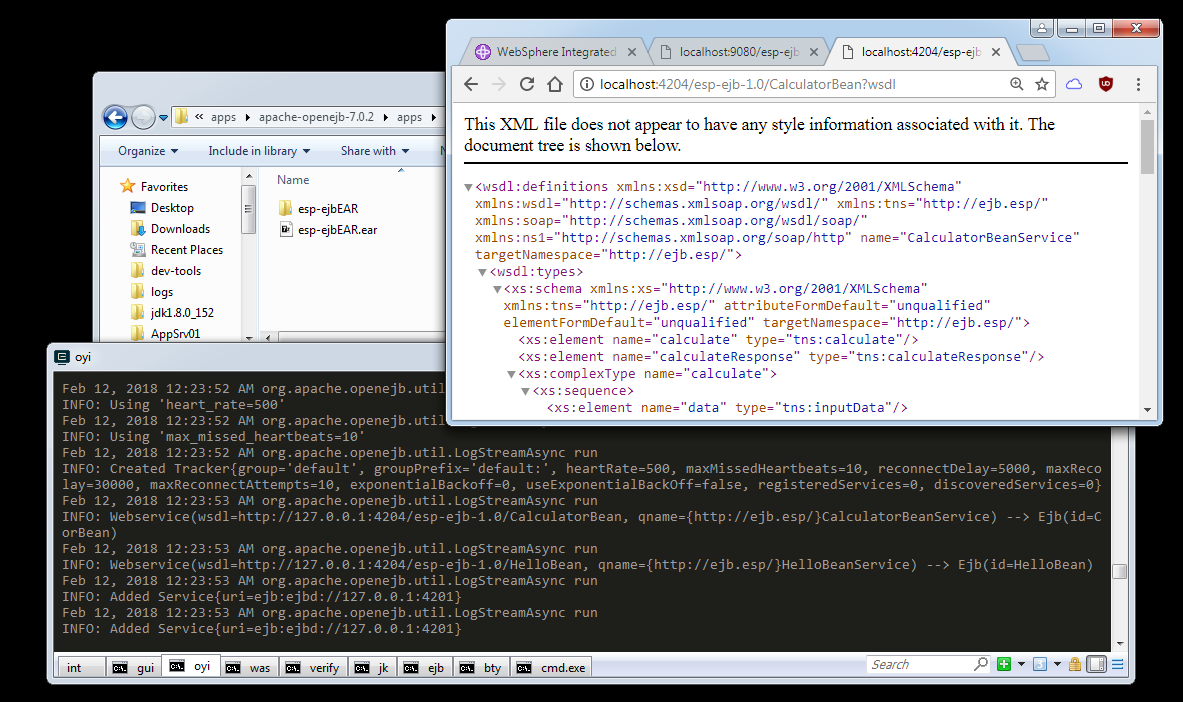 WebSphere Integrated
localhost:9080/esp-ejb
localhost:4204/esp-ejb
localhost:4204/esp-ejb-1.0/CalculatorBean?wsdl
This XML file does not appear to have any style information associated with it. The
document tree is shown below.
<wsdl:definitions xmlns:xsd="http://www.w3.org/2001/XMLSchema"
xmlns:wsdl="http://schemas.xmlsoap.org/wsdl/" xmlns:tns="http://ejb.esp/"
xmlns:soap="http://schemas.xmlsoap.org/wsdl/soap/"
xmlns:ns1="http://schemas.xmlsoap.org/soap/http" name="CalculatorBeanService"
targetNamespace="http://ejb.esp/">
<wsdl:types>
<xs:schema xmlns:xs="http://www.w3.org/2001/XMLSchema"
xmlns:tns="http://ejb.esp/" attributeFormDefault="unqualified"
elementFormDefault="unqualified" targetNamespace="http://ejb.esp/">
<xs:element name="calculate" type="tns:calculate"/>
<xs:element name="calculateResponse" type="tns:calculateResponse"/>
<xs:complexType name="calculate">
<xs:sequence>
<xs:element name="data" type="tns:inputData"/>
« apps apache-openejb-7.0.2 apps
Organize Include in library Share with
Favorites
Desktop
Downloads
Recent Places
dev-tools
logs
jdk1.8.0_152
AppSrv01
Name
esp-ejbEAR
esp-ejbEAR.ear
oyi
Feb 12, 2018 12:23:52 AM org.apache.openejb.util.
INFO: Using 'heart_rate=500'
Feb 12, 2018 12:23:52 AM org.apache.openejb.util.
INFO: Using 'max_missed_heartbeats=10'
Feb 12, 2018 12:23:52 AM org.apache.openejb.util.LogStreamAsync run
INFO: Created Tracker{group='default', groupPrefix='default:', heartRate=500, maxMissedHeartbeats=10, reconnectDelay=5000, maxReco
lay=30000, maxReconnectAttempts=10, exponentialBackoff=0, useExponentialBackOff=false, registeredServices=0, discoveredServices=0}
Feb 12, 2018 12:23:53 AM org.apache.openejb.util.LogStreamAsync run
INFO: Webservice(wsdl=http://127.0.0.1:4204/esp-ejb-1.0/CalculatorBean, qname={http://ejb.esp/}CalculatorBeanService) --> Ejb(id=C
orBean)
Feb 12, 2018 12:23:53 AM org.apache.openejb.util.LogStreamAsync run
INFO: Webservice(wsdl=http://127.0.0.1:4204/esp-ejb-1.0/HelloBean, qname={http://ejb.esp/}HelloBeanService) --> Ejb(id=HelloBean)
Feb 12, 2018 12:23:53 AM org.apache.openejb.util.LogStreamAsync run
INFO: Added Service{uri=ejb:ejbd://127.0.0.1:4201}
Feb 12, 2018 12:23:53 AM org.apache.openejb.util.LogStreamAsync run
INFO: Added Service{uri=ejb:ejbd://127.0.0.1:4201}
int gui oyi was verify jk ejb bty cmd.exe Search